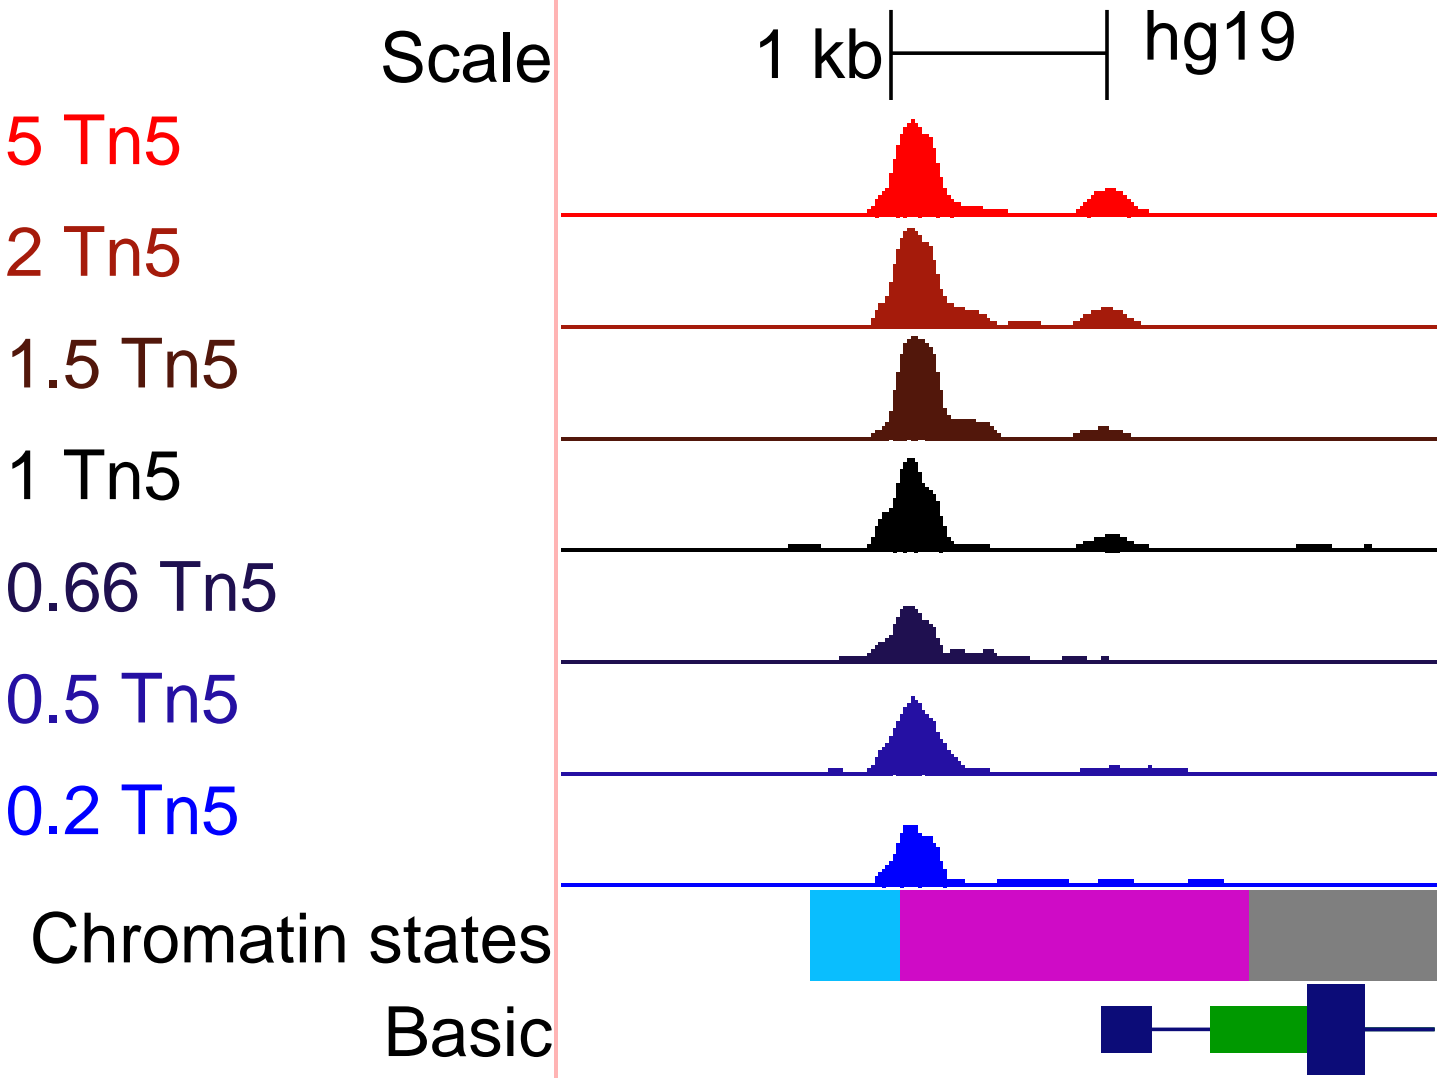 Scale 1 kb hg19
5 Tn5
2 Tn5
1.5 Tn5
1 Tn5
0.66 Tn5
0.5 Tn5
0.2 Tn5
Chromatin states
Basic